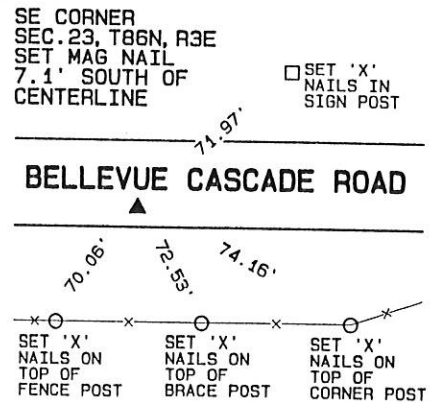 SE CORNER
SEC.23, T86N, R3E
SET MAG NAIL
7.1' SOUTH OF
CENTERLINE
SET 'X'
NAILS IN
SIGN POST
71.97'
BELLEVUE CASCADE ROAD
70.06'
72.53'
74.16'
SET 'X'
NAILS ON
TOP OF
FENCE POST
SET 'X'
NAILS ON
TOP OF
BRACE POST
SET 'X'
NAILS ON
TOP OF
CORNER POST